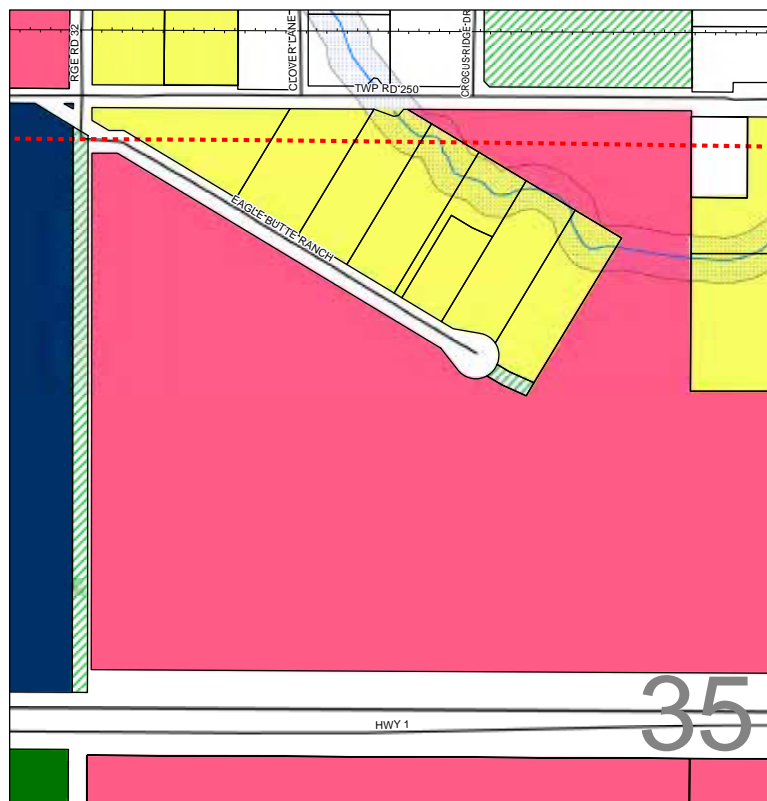 RGE RD 32
CLOVER LANE
CROCUS RIDGE DR
TWP RD 250
EAGLE BUTTE RANCH
35
HWY 1